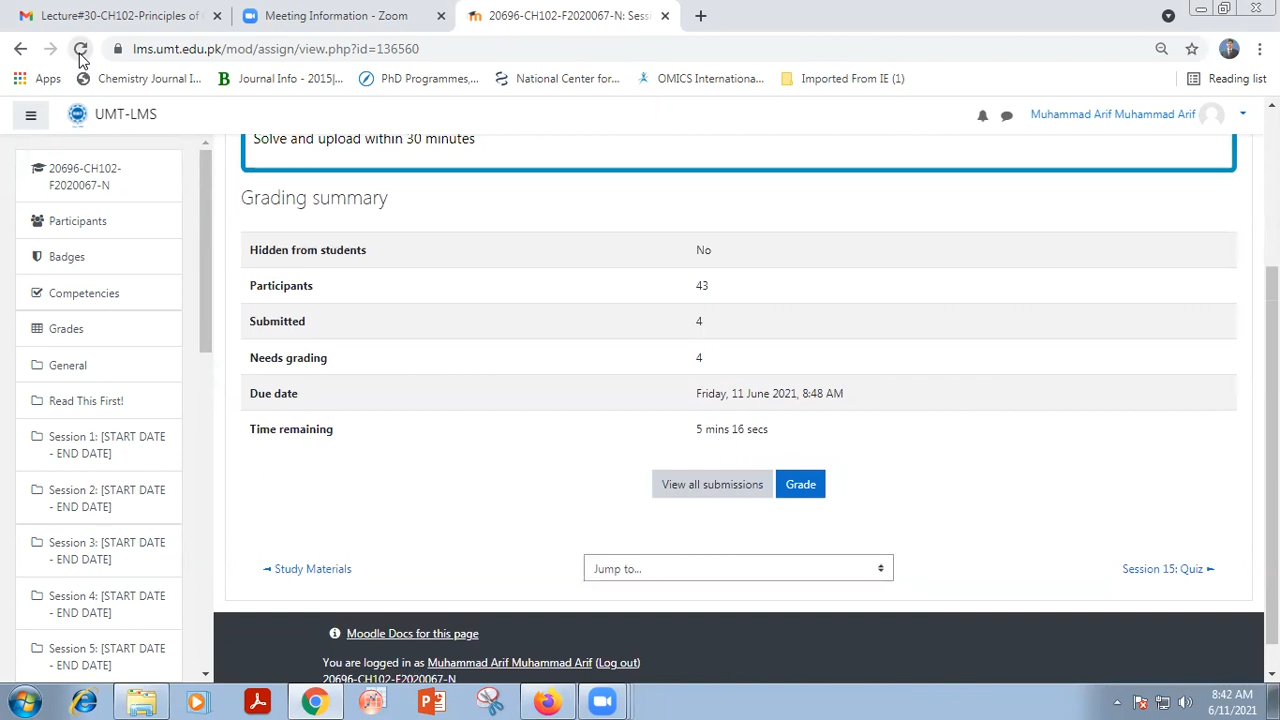 Lecture#30-CH102-Principles of
Meeting Information - Zoom
20696-CH102-F2020067-N: Sess
lms.umt.edu.pk/mod/assign/view.php?id=136560
Apps
Chemistry Journal I...
Journal Info - 2015|...
PhD Programmes,...
National Center for...
OMICS Internationa...
Imported From IE (1)
Reading list
UMT-LMS
Muhammad Arif Muhammad Arif
20696-CH102-
F2020067-N
Participants
Badges
Competencies
Grades
General
Read This First!
Session 1: [START DATE
- END DATE]
Session 2: [START DATE
- END DATE]
Session 3: [START DATE
- END DATE]
Session 4: [START DATE
- END DATE]
Session 5: [START DATE
- END DATE]
Solve and upload within 30 minutes
Grading summary
Hidden from students No
Participants 43
Submitted 4
Needs grading 4
Due date Friday, 11 June 2021, 8:48 AM
Time remaining 5 mins 16 secs
View all submissions Grade
◄ Study Materials
Jump to...
Session 15: Quiz ►
Moodle Docs for this page
You are logged in as Muhammad Arif Muhammad Arif (Log out)
20696-CH102-F2020067-N
8:42 AM
6/11/2021